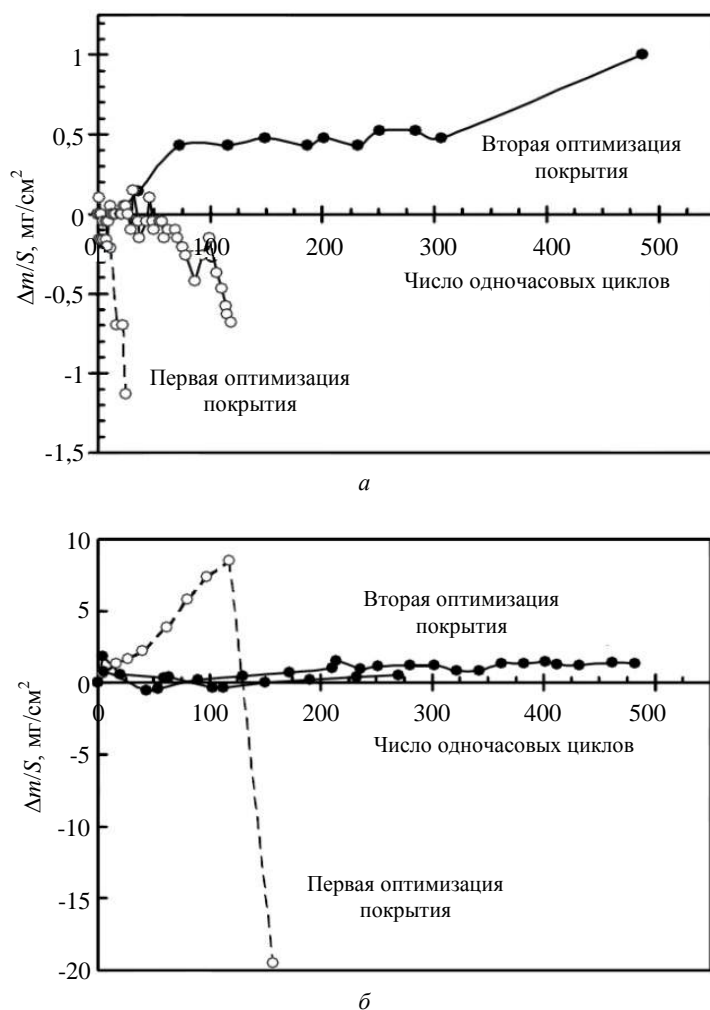 1
0,5
0
-0,5
-1
-1,5
Δm/S, мг/см²
0 100 200 300 400 500
Вторая оптимизация
покрытия
Число одночасовых циклов
Первая оптимизация
покрытия
а
10
5
0
-5
-10
-15
-20
Δm/S, мг/см²
Вторая оптимизация
покрытия
0 100 200 300 400 500
Число одночасовых циклов
Первая оптимизация
покрытия
б